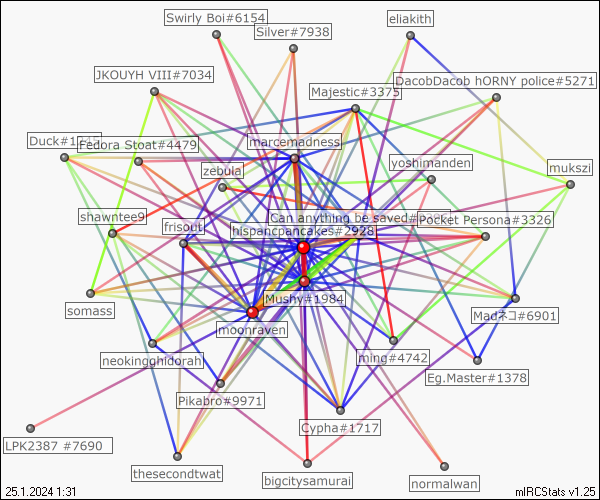 Swirly Boi#6154
eliakith
Silver#7938
JKOUYH VIII#7034
DacobDacob hORNY police#5271
Majestic#3375
Duck#1
marcemadness
Fedora Stoat#4479
yoshimanden
zebula
mukszi
shawntee9
Can anything be saved#
Pocket Persona#3326
frisout
hispancpancakes#2928
Mushy#1984
somass
Madネコ#6901
moonraven
neokingghidorah
ming#4742
Eg.Master#1378
Pikabro#9971
Cypha#1717
LPK2387 #7690
thesecondtwat
bigcitysamurai
normalwan
25.1.2024 1:31
mIRCStats v1.25